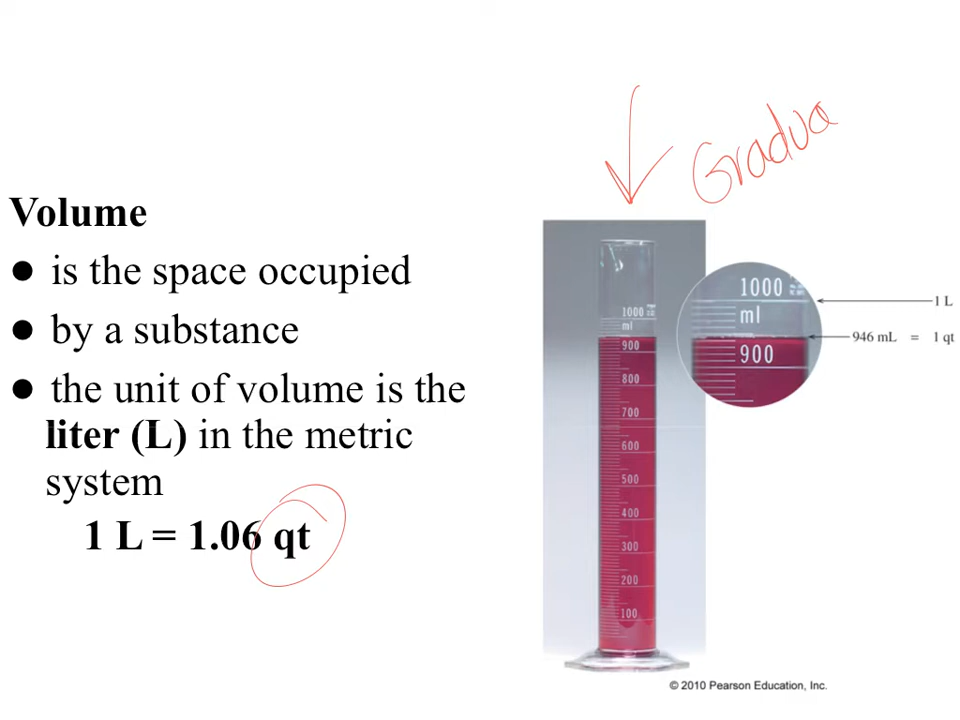 Gradua
Volume
● is the space occupied
● by a substance
● the unit of volume is the
liter (L) in the metric
system
1 L = 1.06 qt
1000
ml
900
800
700
600
500
400
300
200
100
1000
ml
900
1 L
946 mL = 1 qt
© 2010 Pearson Education, Inc.